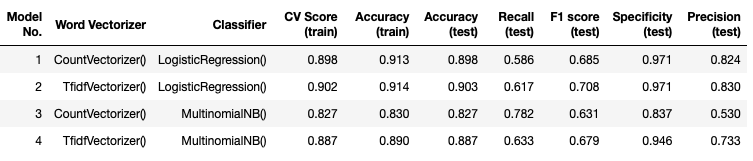 Model No. Word Vectorizer Classifier CV Score (train) Accuracy (train) Accuracy (test) Recall (test) F1 score (test) Specificity (test) Precision (test)
1 CountVectorizer() LogisticRegression() 0.898 0.913 0.898 0.586 0.685 0.971 0.824
2 TfidfVectorizer() LogisticRegression() 0.902 0.914 0.903 0.617 0.708 0.971 0.830
3 CountVectorizer() MultinomialNB() 0.827 0.830 0.827 0.782 0.631 0.837 0.530
4 TfidfVectorizer() MultinomialNB() 0.887 0.890 0.887 0.633 0.679 0.946 0.733